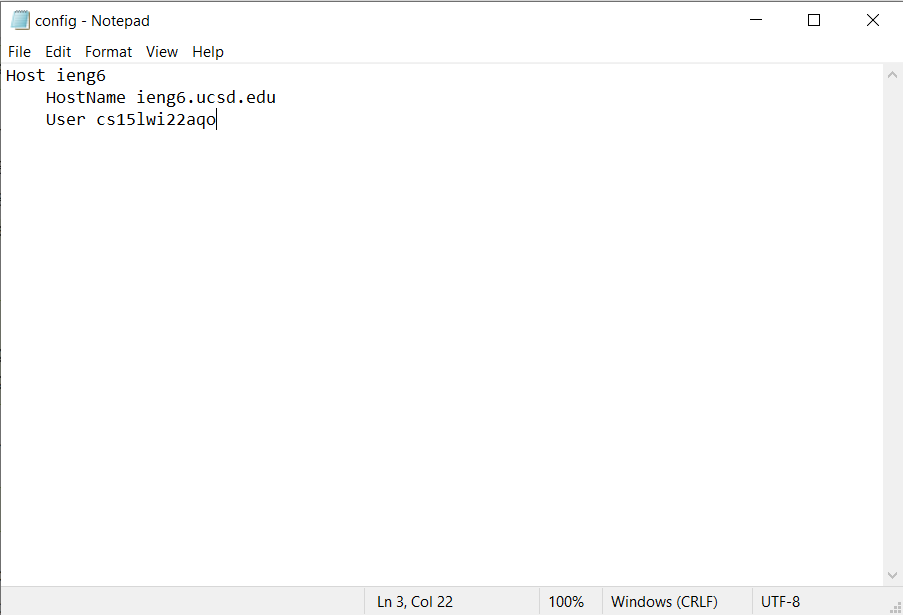 config - Notepad
File Edit Format View Help
Host ieng6
    HostName ieng6.ucsd.edu
    User cs15lwi22aqo
Ln 3, Col 22 100% Windows (CRLF) UTF-8